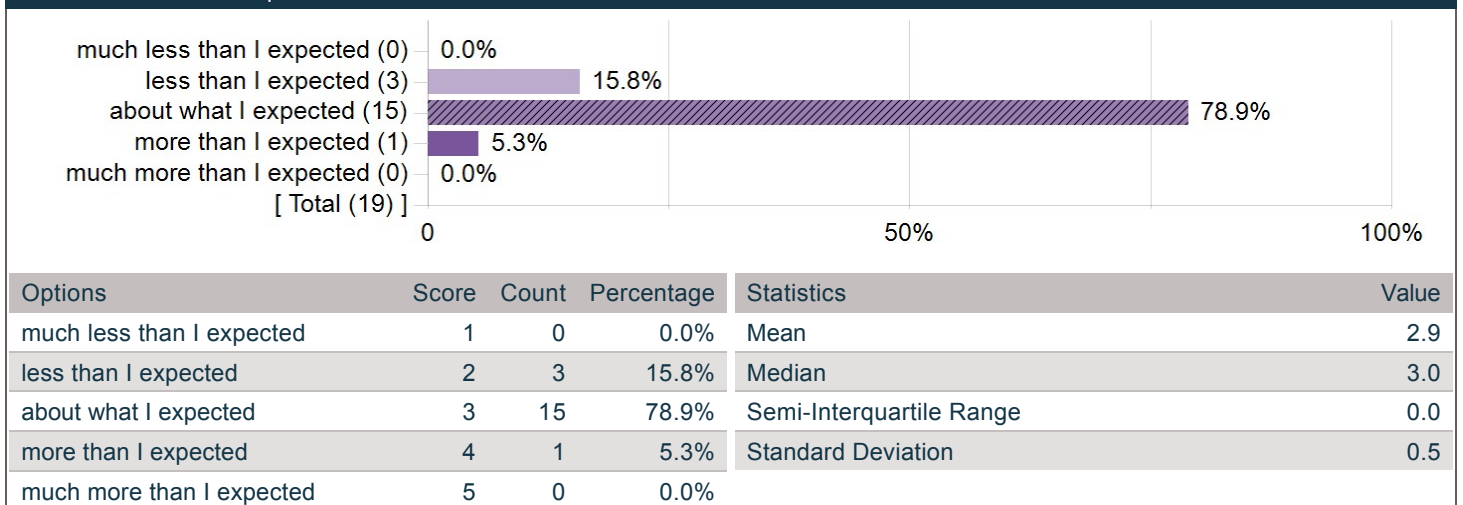 much less than I expected (0) 0.0%
less than I expected (3) 15.8%
about what I expected (15) 78.9%
more than I expected (1) 5.3%
much more than I expected (0) 0.0%
[ Total (19) ]
0 50% 100%
Options Score Count Percentage Statistics Value
much less than I expected 1 0 0.0% Mean 2.9
less than I expected 2 3 15.8% Median 3.0
about what I expected 3 15 78.9% Semi-Interquartile Range 0.0
more than I expected 4 1 5.3% Standard Deviation 0.5
much more than I expected 5 0 0.0%